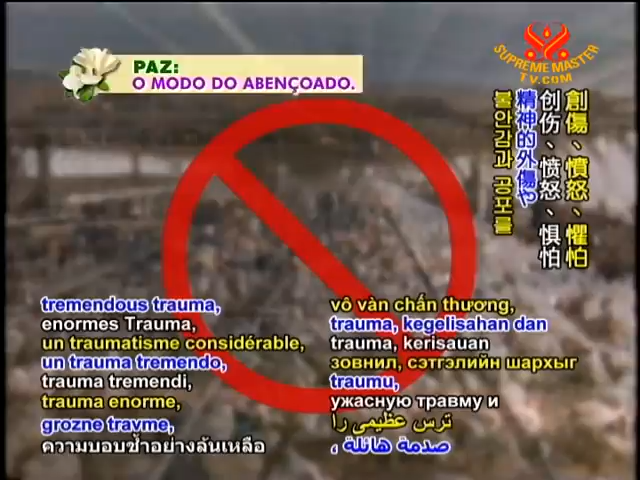 PAZ:
O MODO DO ABENÇOADO.
SUPREME MASTER
TV.COM
創傷、憤怒、懼怕
创伤、愤怒、惧怕
精神的外傷や
불안감과 공포를
tremendous trauma,
enormes Trauma,
un traumatisme considérable,
un trauma tremendo,
trauma tremendi,
trauma enorme,
grozne travme,
ความบอบช้ำอย่างล้นเหลือ
vô vàn chấn thương,
trauma, kegelisahan dan
trauma, kerisauan
зовнил, сэтгэлийн шархыг
traumu,
ужасную травму и
ترس عظیمی را
صدمة هائلة ،